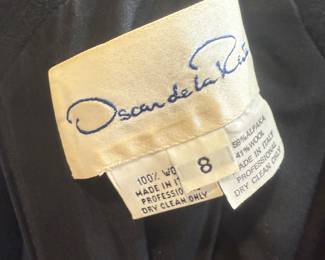 Oscar de la Renta
100% WO
MADE IN IT
PROFESSIO
DRY CLEAN ONLY
8
59% ALPAKA
41% WOOL
MADE IN ITALY
PROFESSIONAL
DRY CLEAN ONLY